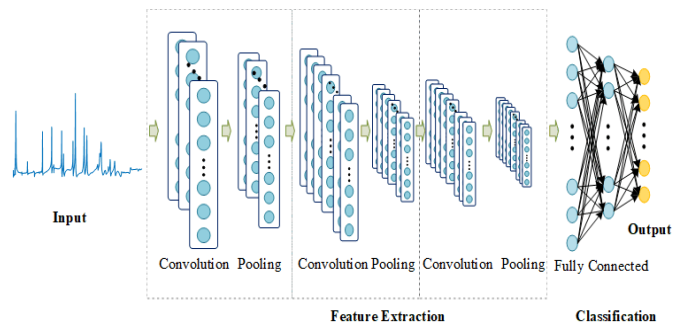 Input
Convolution Pooling Convolution Pooling Convolution Pooling
Output
Fully Connected
Feature Extraction Classification